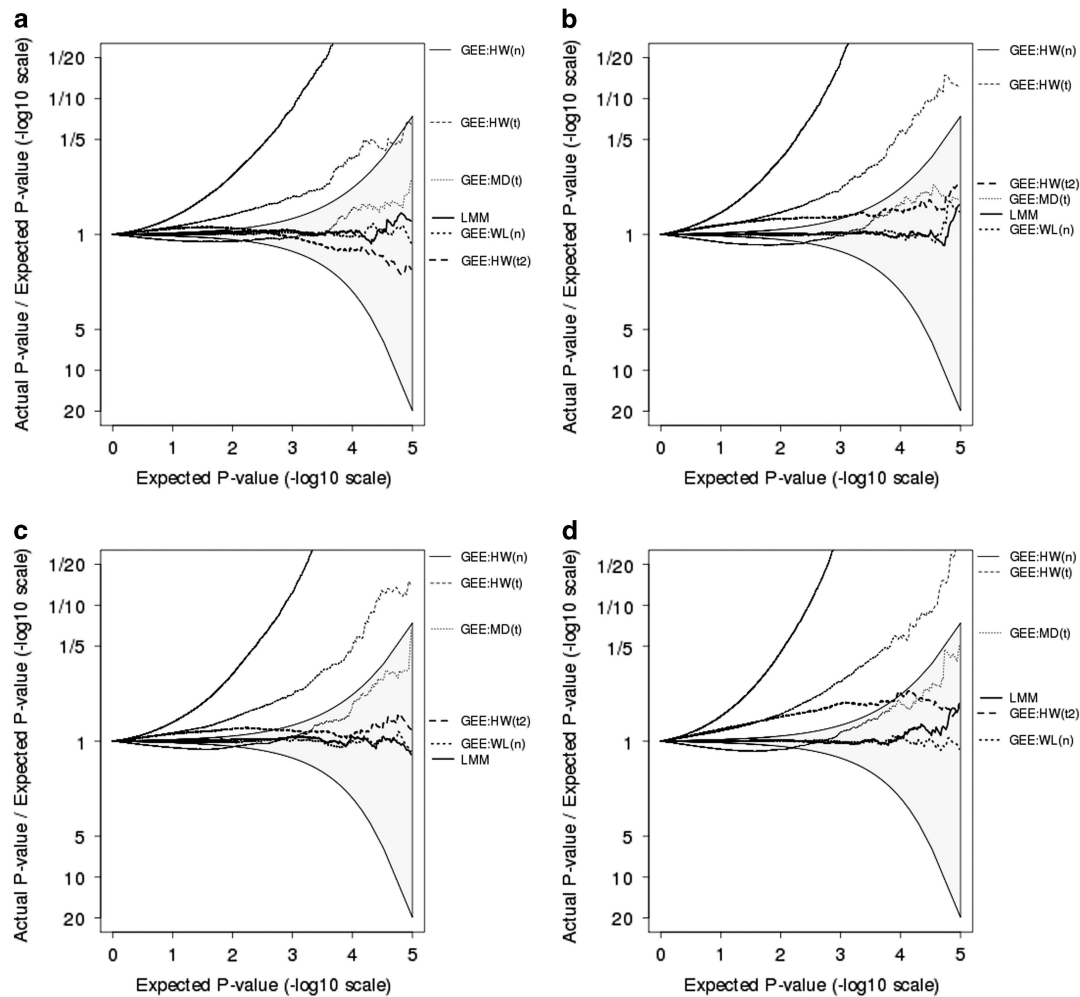 a
Actual P-value / Expected P-value (-log10 scale)
1/20
1/10
1/5
1
5
10
20
0 1 2 3 4 5
Expected P-value (-log10 scale)
GEE:HW(n)
GEE:HW(t)
GEE:MD(t)
LMM
GEE:WL(n)
GEE:HW(t2)
b
Actual P-value / Expected P-value (-log10 scale)
1/20
1/10
1/5
1
5
10
20
0 1 2 3 4 5
Expected P-value (-log10 scale)
GEE:HW(n)
GEE:HW(t)
GEE:HW(t2)
GEE:MD(t)
LMM
GEE:WL(n)
c
Actual P-value / Expected P-value (-log10 scale)
1/20
1/10
1/5
1
5
10
20
0 1 2 3 4 5
Expected P-value (-log10 scale)
GEE:HW(n)
GEE:HW(t)
GEE:MD(t)
GEE:HW(t2)
GEE:WL(n)
LMM
d
Actual P-value / Expected P-value (-log10 scale)
1/20
1/10
1/5
1
5
10
20
0 1 2 3 4 5
Expected P-value (-log10 scale)
GEE:HW(n)
GEE:HW(t)
GEE:MD(t)
LMM
GEE:HW(t2)
GEE:WL(n)